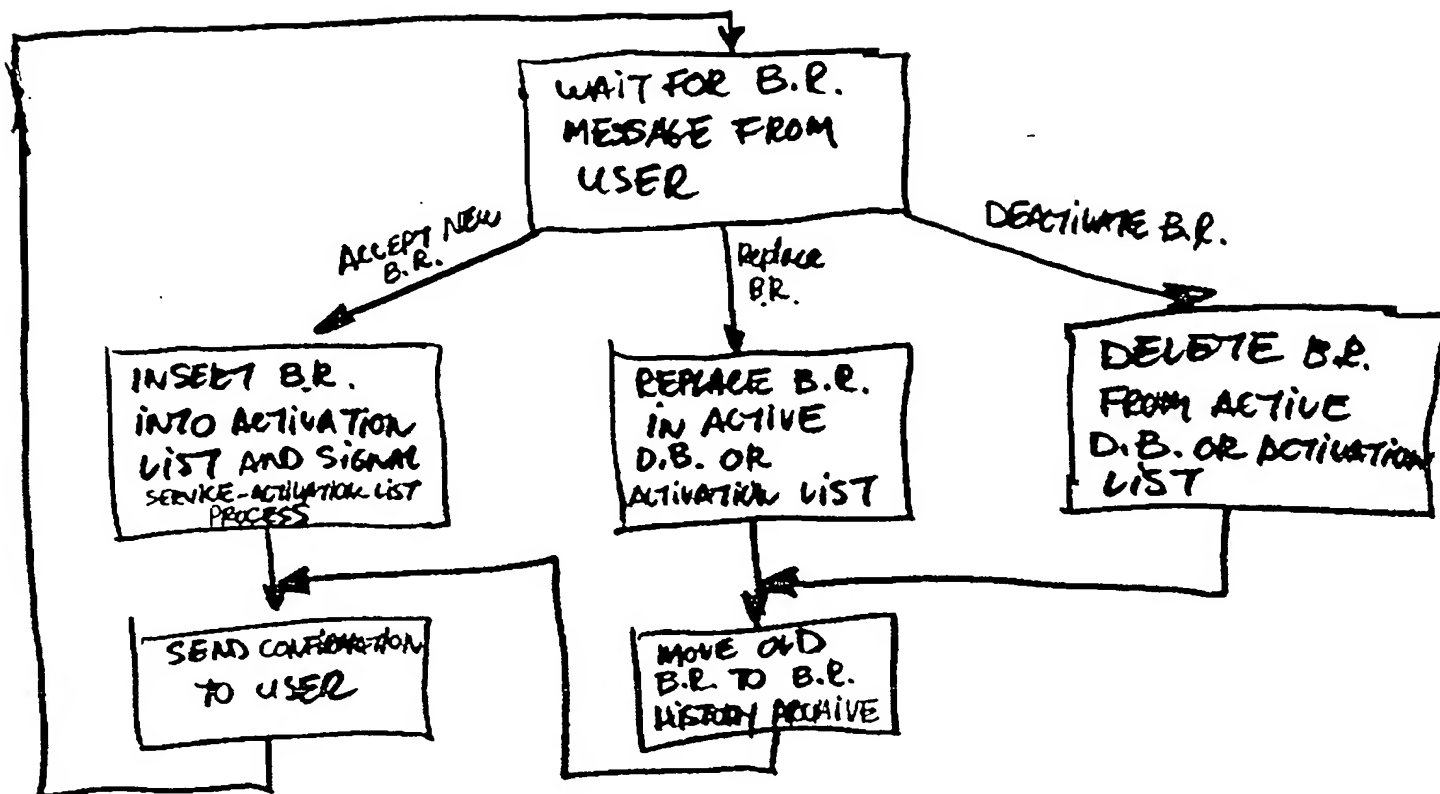 WAIT FOR B.R.
MESSAGE FROM
USER
ACCEPT NEW
B.R.
Replace
B.R.
DEACTIVATE B.R.
INSERT B.R.
INTO ACTIVATION
LIST AND SIGNAL
SERVICE-ACTIVATION LIST
PROCESS
REPLACE B.R.
IN ACTIVE
D.B. OR
ACTIVATION LIST
DELETE B.R.
FROM ACTIVE
D.B. OR ACTIVATION
LIST
SEND CONFIRMATION
TO USER
MOVE OLD
B.R. TO B.R.
HISTORY ARCHIVE